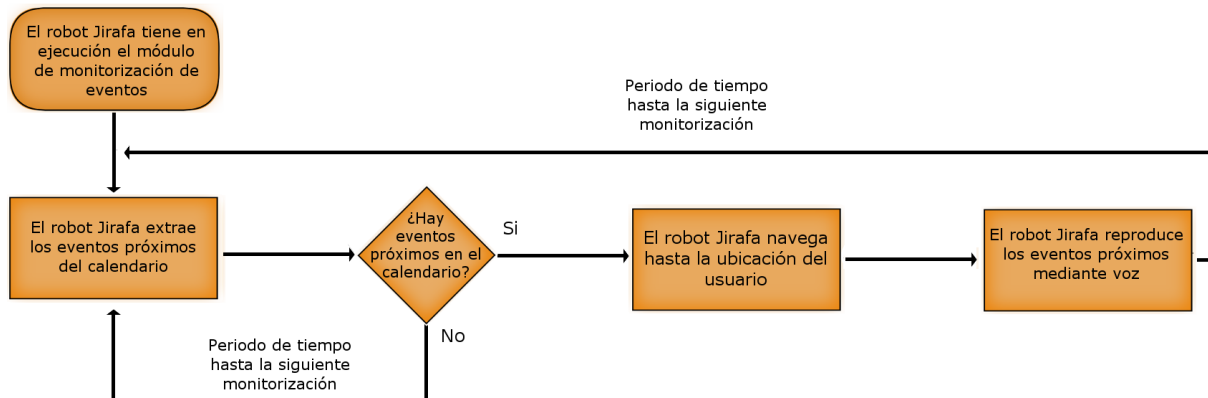 El robot Jirafa tiene en
ejecución el módulo
de monitorización de
eventos
Periodo de tiempo
hasta la siguiente
monitorización
El robot Jirafa extrae
los eventos próximos
del calendario
¿Hay
eventos
próximos en el
calendario?
Si
El robot Jirafa navega
hasta la ubicación del
usuario
El robot Jirafa reproduce
los eventos próximos
mediante voz
No
Periodo de tiempo
hasta la siguiente
monitorización